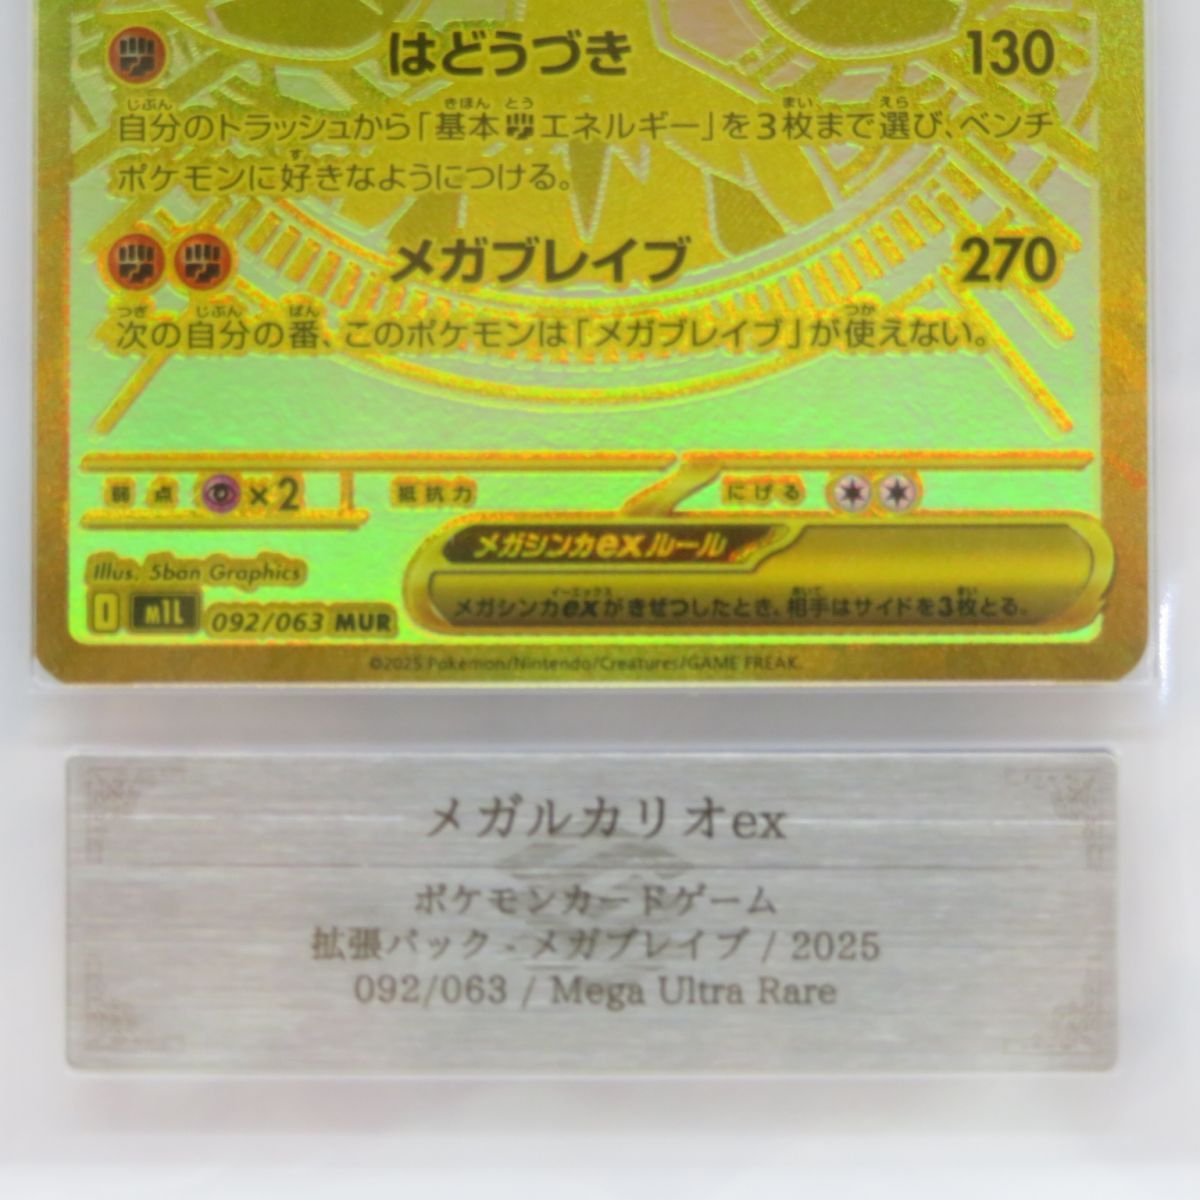 はどうづき 130
自分のトラッシュから「基本エネルギー」を3枚まで選び、ベンチ
ポケモンに好きなようにつける。
メガブレイブ 270
次の自分の番、このポケモンは「メガブレイブ」が使えない。
弱点 ×2 抵抗力 にげる
メガシンカexルール
メガシンカexがきぜつしたとき、相手はサイドを3枚とる。
Illus. 5ban Graphics
I M1L 092/063 MUR
©2025 Pokémon/Nintendo/Creatures/GAME FREAK.
メガルカリオex
ポケモンカードゲーム
拡張パック - メガブレイブ / 2025
092/063 / Mega Ultra Rare